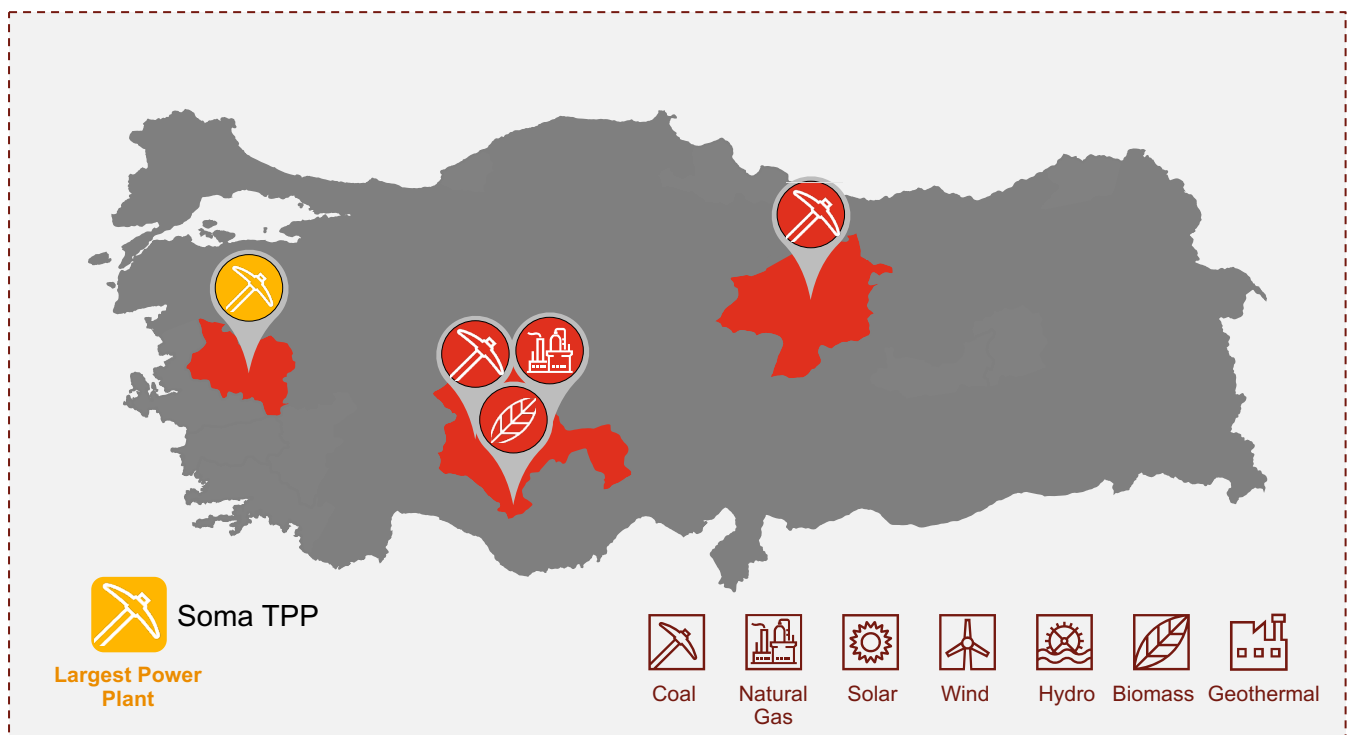 Soma TPP
Largest Power
Plant
Coal
Natural
Gas
Solar
Wind
Hydro
Biomass
Geothermal